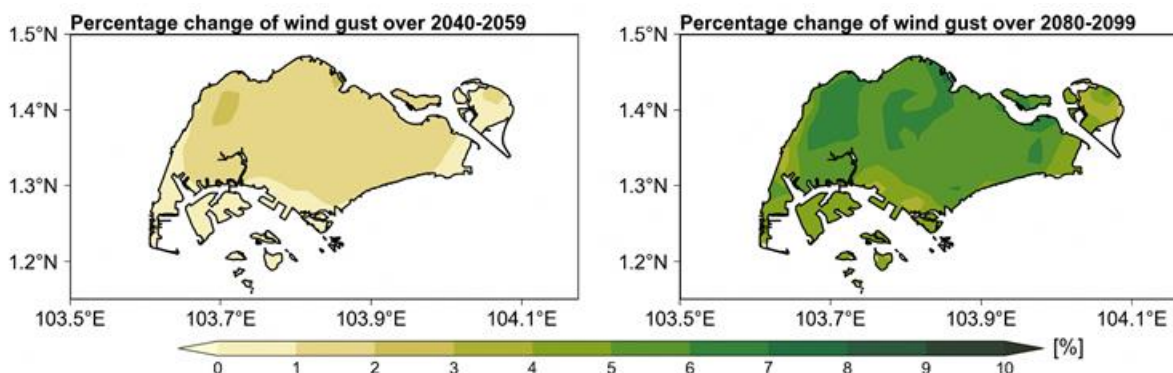 Percentage change of wind gust over 2040-2059
1.5°N
1.4°N
1.3°N
1.2°N
103.5°E 103.7°E 103.9°E 104.1°E
Percentage change of wind gust over 2080-2099
1.5°N
1.4°N
1.3°N
1.2°N
103.5°E 103.7°E 103.9°E 104.1°E
0 1 2 3 4 5 6 7 8 9 10 [%]